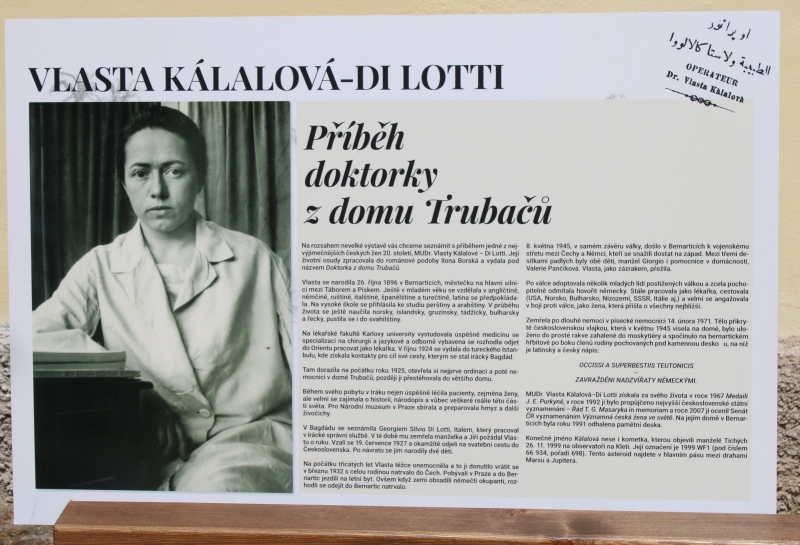 VLASTA KÁLALOVÁ-DI LOTTI
اوپراتور
الطبيبة ولاستا كالالووا
OPERATEUR
Dr. Vlasta Kálalová
Příběh
doktorky
z domu Trubačů
Na rozsahem nevelké výstavě vás chceme seznámit s příběhem jedné z nej-
výjimečnějších českých žen 20. století, MUDr. Vlasty Kálalové – Di Lotti. Její
životní osudy zpracovala do románové podoby Ilona Borská a vydala pod
názvem Doktorka z domu Trubačů.
Vlasta se narodila 26. října 1896 v Bernarticích, městečku na hlavní silni-
ci mezi Táborem a Pískem. Ještě v mladém věku se vzdělala v angličtině,
němčině, ruštině, italštině, španělštině a turečtině, latina se předpokláda-
la. Na vysoké škole se přihlásila ke studiu perštiny a arabštiny. V průběhu
života se ještě naučila norsky, islandsky, gruzínsky, tádžicky, bulharsky
a řecky, pustila se i do svahilštiny.
Na lékařské fakultě Karlovy university vystudovala úspěšně medicínu se
specializací na chirurgii a jazykově a odborně vybavena se rozhodla odjet
do Orientu pracovat jako lékařka. V říjnu 1924 se vydala do tureckého Istan-
bulu, kde získala kontakty pro cíl své cesty, kterým se stal irácký Bagdád.
Tam dorazila na počátku roku 1925, otevřela si nejprve ordinaci a poté ne-
mocnici v domě Trubačů, později ji přestěhovala do většího domu.
Během svého pobytu v Iráku nejen úspěšně léčila pacienty, zejména ženy,
ale velmi se zajímala o historii, národopis a vůbec veškeré reálie této čás-
ti světa. Pro Národní muzeum v Praze sbírala a preparovala hmyz a další
živočichy.
V Bagdádu se seznámila Georgiem Silvio Di Lotti, Italem, který pracoval
v irácké správní službě. V té době mu zemřela manželka a Jiří požádal Vlas-
tu o ruku. Vzali se 19. července 1927 a okamžitě odjeli na svatební cestu do
Československa. Po návratu se jim narodily dvě děti.
Na počátku třicátých let Vlasta těžce onemocněla a to ji donutilo vrátit se
v březnu 1932 s celou rodinou natrvalo do Čech. Pobývali v Praze a do Ber-
nartic jezdili na letní byt. Ovšem když zemi obsadili němečtí okupanti, roz-
hodli se odejít do Bernartic natrvalo.
8. května 1945, v samém závěru války, došlo v Bernarticích k vojenskému
střetu mezi Čechy a Němci, kteří se snažili dostat na západ. Mezi třemi de-
sítkami padlých byly obě děti, manžel Giorgio i pomocnice v domácnosti,
Valerie Pančíková. Vlasta, jako zázrakem, přežila.
Po válce adoptovala několik mladých lidí postižených válkou a zcela pocho-
pitelně odmítala hovořit německy. Stále pracovala jako lékařka, cestovala
(USA, Norsko, Bulharsko, Nizozemí, SSSR, Itálie aj.,) a velmi se angažovala
v boji proti válce, jako žena, která přišla o všechny nejbližší.
Zemřela po dlouhé nemoci v písecké nemocnici 14. února 1971. Tělo přikry-
té československou vlajkou, která v květnu 1945 visela na domě, bylo ulo-
ženo do prosté rakve zahalené do moskytiéry a spočinulo na bernartickém
hřbitově po boku členů rodiny pochovaných pod kamennou desko u, na níž
je latinský a český nápis:
OCCISSI A SUPERBESTIIS TEUTONICIS
–
ZAVRAŽDĚNI NADZVÍŘATY NĚMECKÝMI.
MUDr. Vlasta Kálalová – Di Lotti získala za svého života v roce 1967 Medaili
J. E. Purkyně, v roce 1992 jí bylo propůjčeno nejvyšší československé státní
vyznamenání – Řád T. G. Masaryka in memoriam a roce 2007 ji ocenil Senát
ČR vyznamenáním Významná česká žena ve světě. Na jejím domě v Bernar-
ticích byla roku 1991 odhalena pamětní deska.
Konečně jméno Kálalová nese i kometka, kterou objevili manželé Tichých
26. 11. 1999 na observatoři na Kleti. Její označení je 1999 WF1 (pod číslem
66 934, pořadí 698). Tento asteroid najdete v hlavním pásu mezi drahami
Marsu a Jupitera.